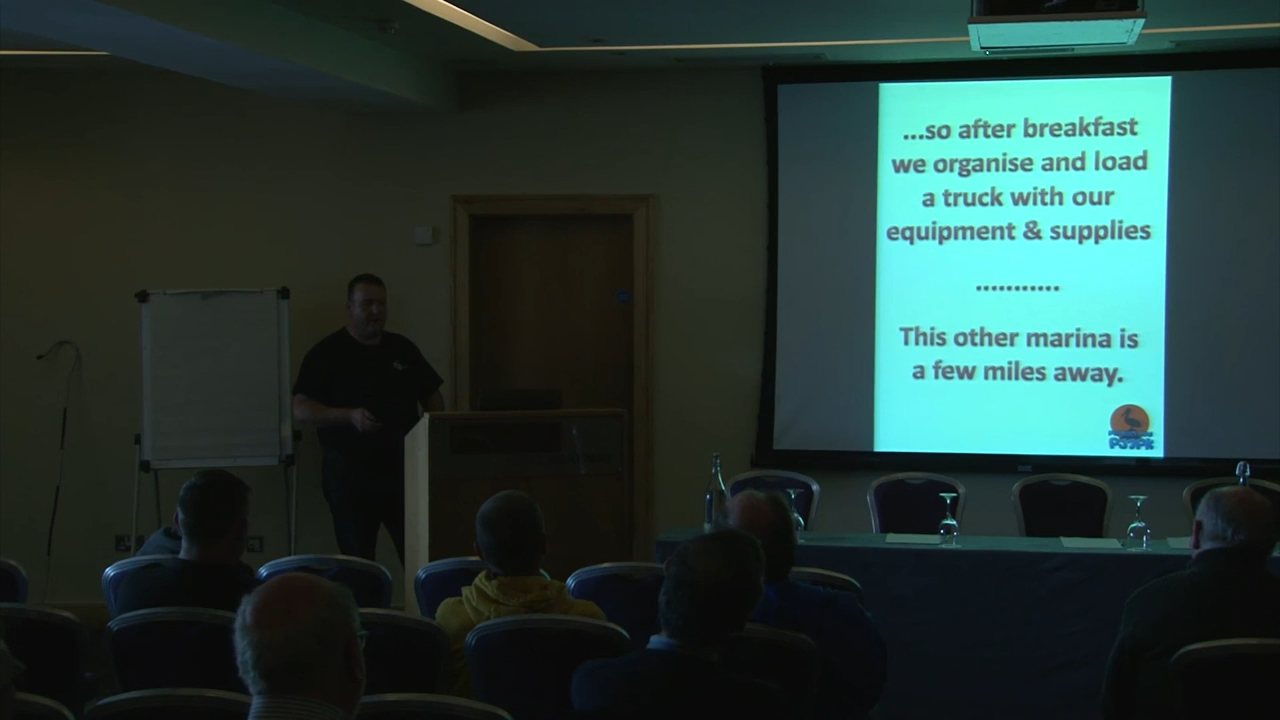 ...so after breakfast
we organise and load
a truck with our
equipment & supplies
...........
This other marina is
a few miles away.